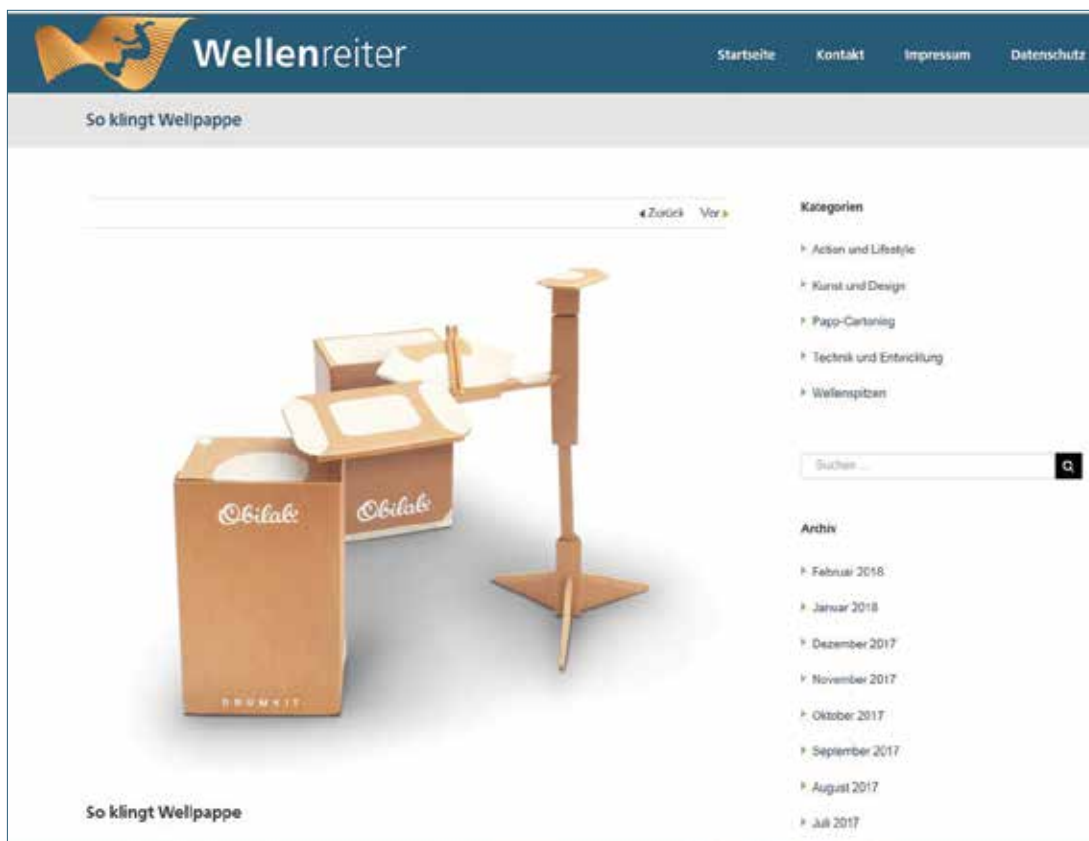 Wellenreiter
Startseite Kontakt Impressum Datenschutz
So klingt Wellpappe
Zurück Vor
Obilab
Obilab
DRUMKIT
So klingt Wellpappe
Kategorien
Action und Lifestyle
Kunst und Design
Papp-Cartoning
Technik und Entwicklung
Wellenspitzen
Suchen ...
Archiv
Februar 2018
Januar 2018
Dezember 2017
November 2017
Oktober 2017
September 2017
August 2017
Juli 2017